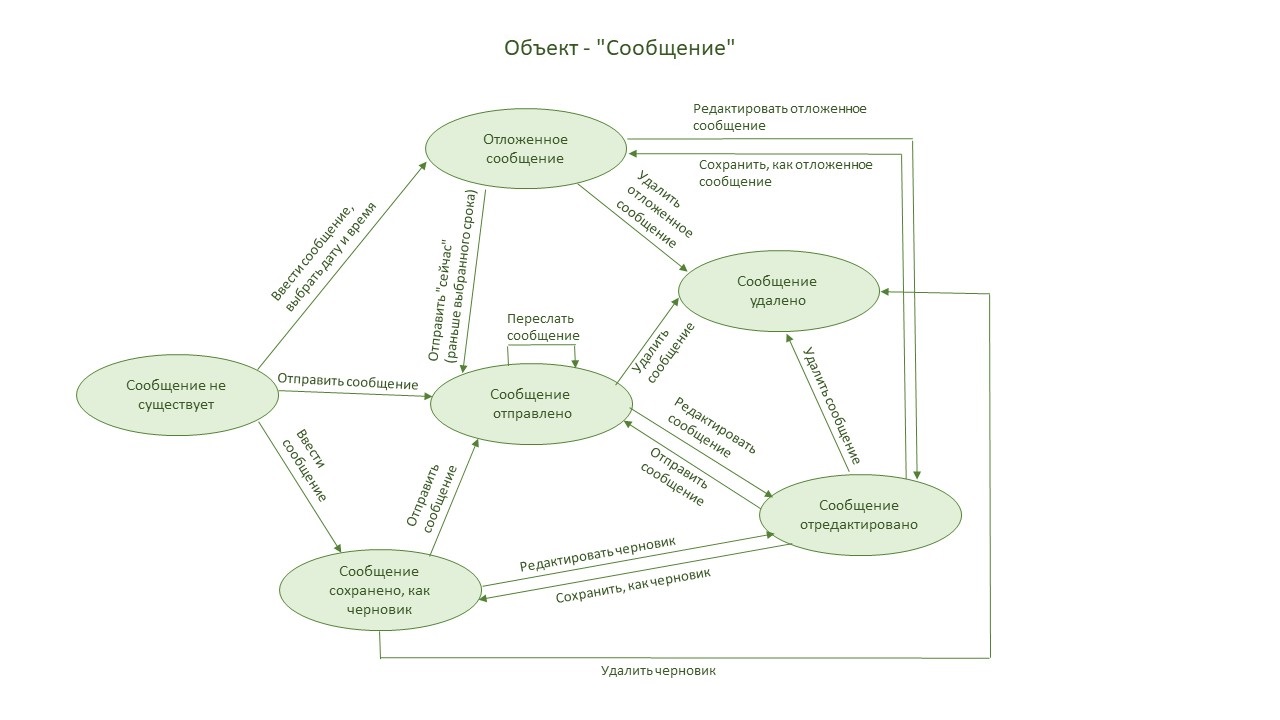 Объект - "Сообщение"
Редактировать отложенное
сообщение
Отложенное
сообщение
Сохранить, как отложенное
сообщение
Удалить
отложенное
сообщение
Ввести сообщение,
выбрать дату и время
Отправить "сейчас"
(раньше выбранного срока)
Сообщение
удалено
Переслать
сообщение
Удалить
сообщение
Сообщение не
существует
Отправить сообщение
Сообщение
отправлено
Удалить сообщение
Редактировать
сообщение
Отправить
сообщение
Ввести
сообщение
Отправить
сообщение
Сообщение
отредактировано
Редактировать черновик
Сохранить, как черновик
Сообщение
сохранено, как
черновик
Удалить черновик